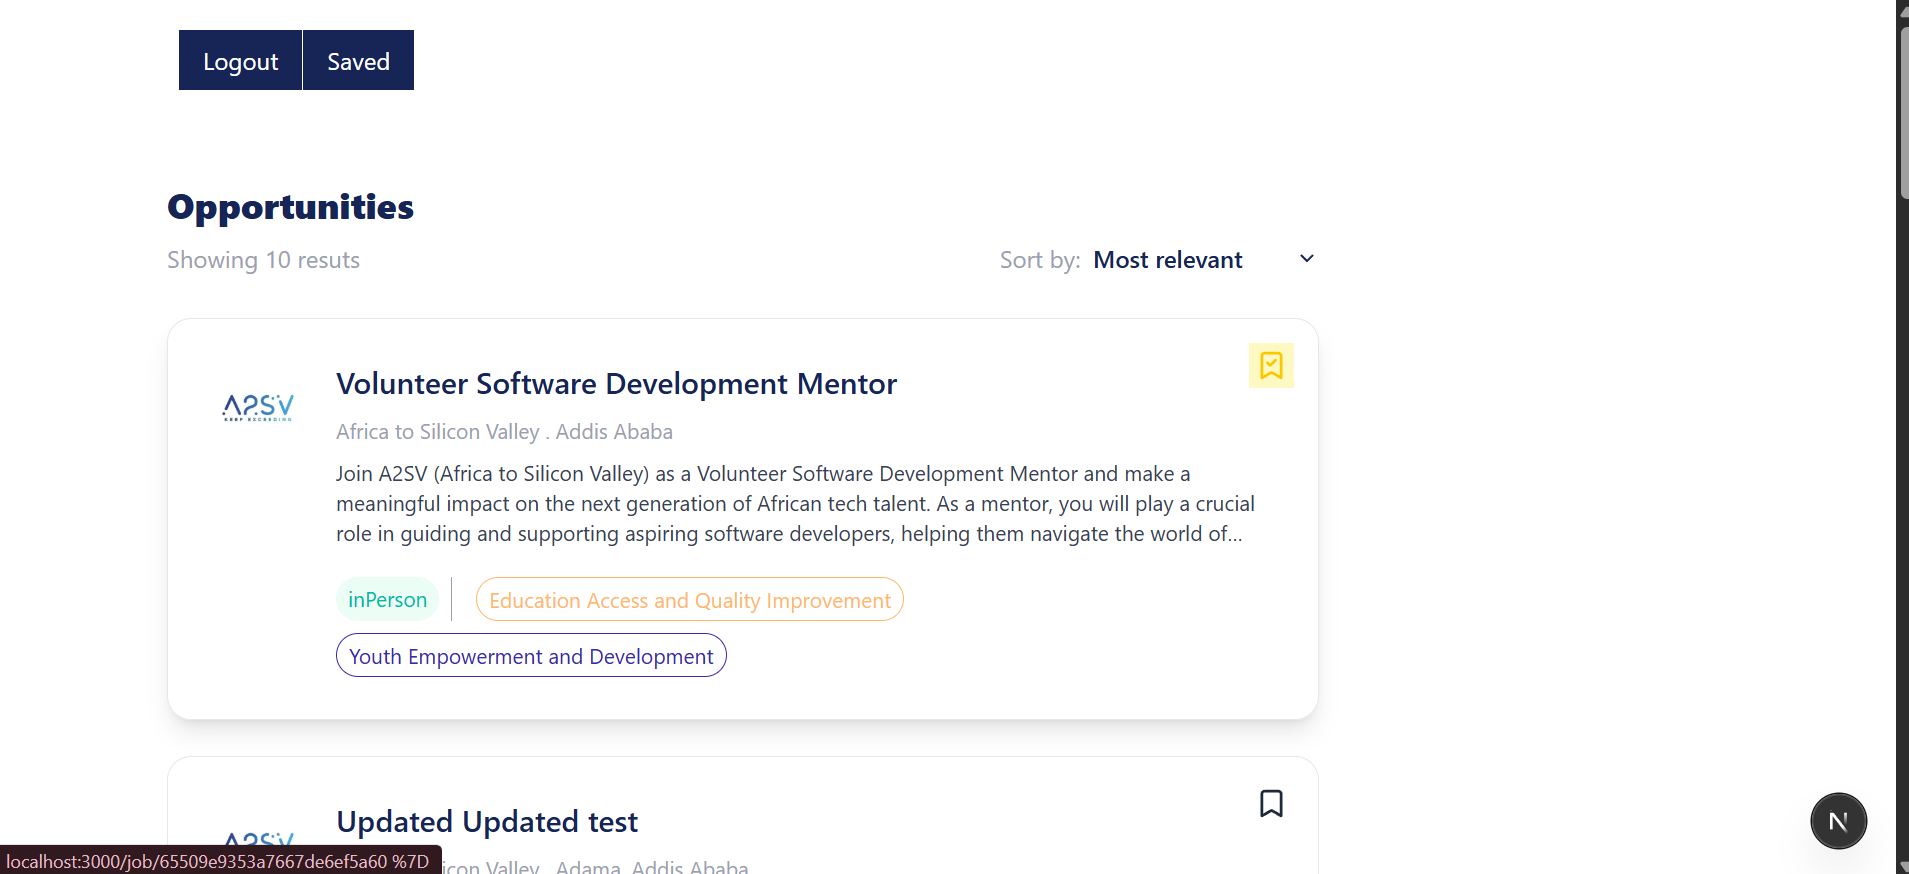 Logout Saved
Opportunities
Showing 10 resuts
Sort by: Most relevant
A2SV
KEEP EXCEEDING
Volunteer Software Development Mentor
Africa to Silicon Valley . Addis Ababa
Join A2SV (Africa to Silicon Valley) as a Volunteer Software Development Mentor and make a
meaningful impact on the next generation of African tech talent. As a mentor, you will play a crucial
role in guiding and supporting aspiring software developers, helping them navigate the world of...
inPerson
Education Access and Quality Improvement
Youth Empowerment and Development
A2SV
Updated Updated test
icon Valley . Adama, Addis Ababa
N
localhost:3000/job/65509e9353a7667de6ef5a60 %7D